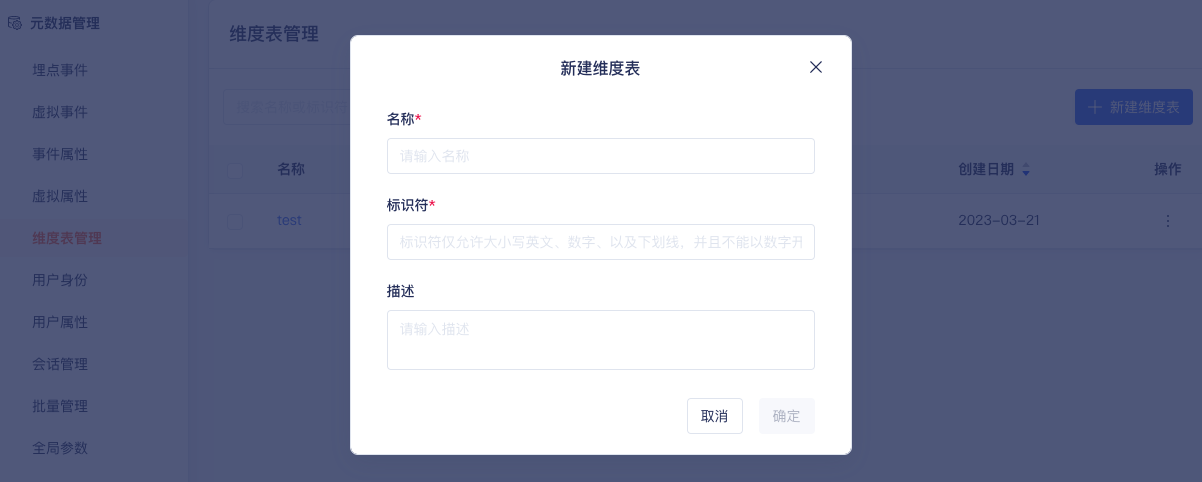 元数据管理
埋点事件
虚拟事件
事件属性
虚拟属性
维度表管理
用户身份
用户属性
会话管理
批量管理
全局参数
维度表管理
新建维度表
名称
创建日期
操作
test
2023-03-21
新建维度表
名称*
请输入名称
标识符*
标识符仅允许大小写英文、数字、以及下划线，并且不能以数字开
描述
请输入描述
取消
确定